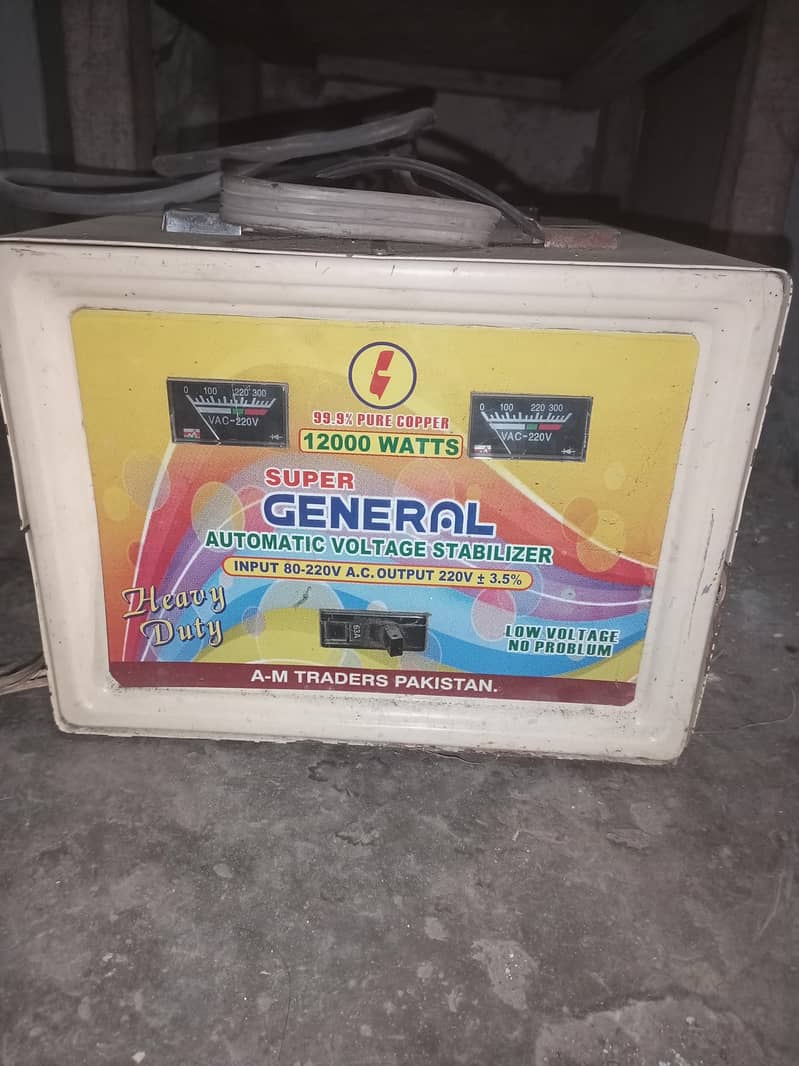 0 100 220 300
VAC-220V
99.9% PURE COPPER
12000 WATTS
0 100 220 300
VAC-220V
SUPER
GENERAL
AUTOMATIC VOLTAGE STABILIZER
INPUT 80-220V A.C. OUTPUT 220V ± 3.5%
Heavy
Duty
63A
LOW VOLTAGE
NO PROBLUM
A-M TRADERS PAKISTAN.